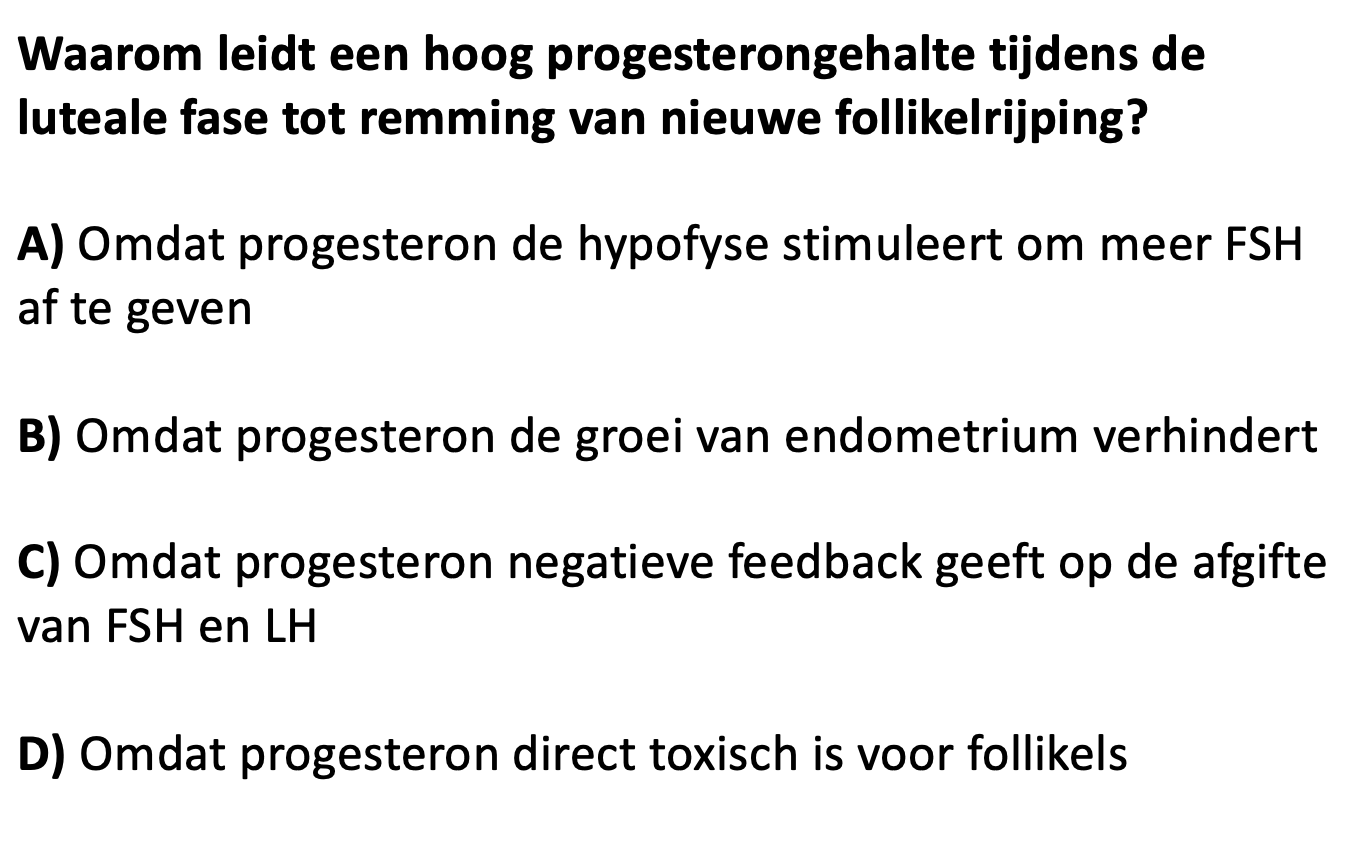 Waarom leidt een hoog progesterongehalte tijdens de
luteale fase tot remming van nieuwe follikelrijping?
A) Omdat progesteron de hypofyse stimuleert om meer FSH
af te geven
B) Omdat progesteron de groei van endometrium verhindert
C) Omdat progesteron negatieve feedback geeft op de afgifte
van FSH en LH
D) Omdat progesteron direct toxisch is voor follikels